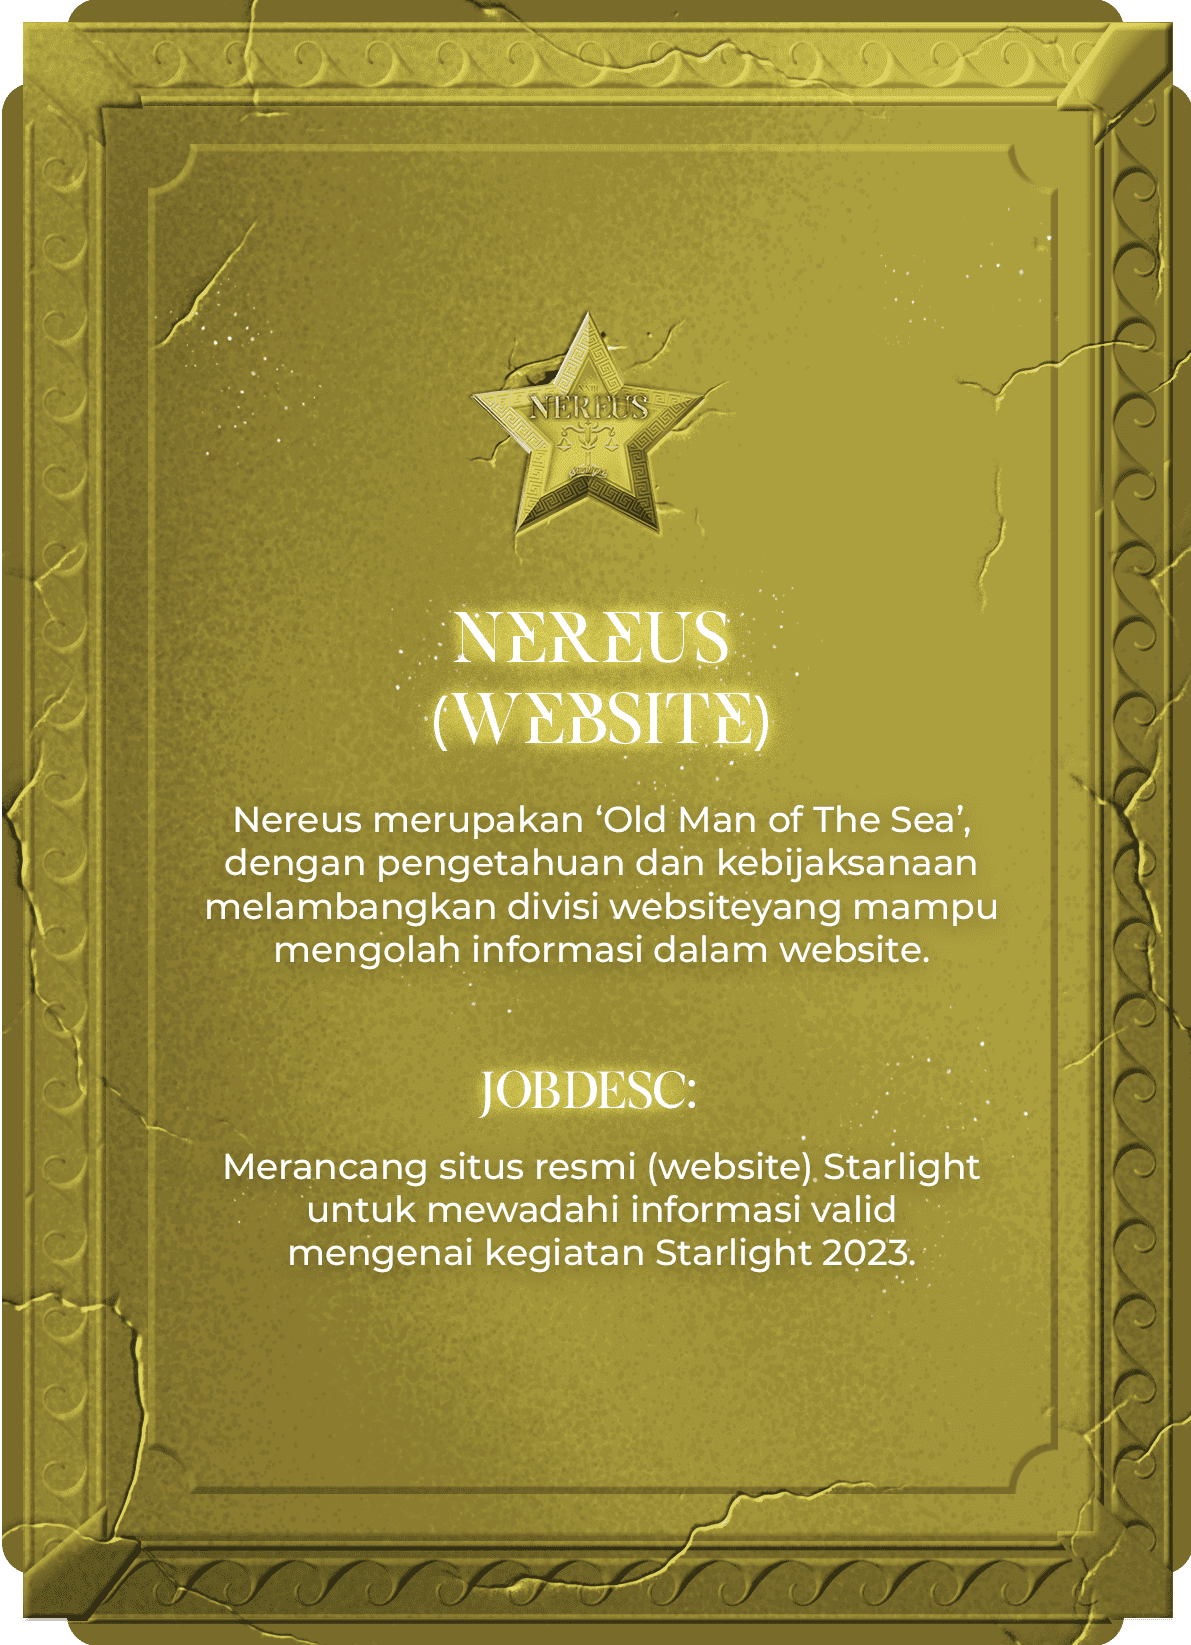 NEREUS
NEREUS
(WEBSITE)
Nereus merupakan ‘Old Man of The Sea’,
dengan pengetahuan dan kebijaksanaan
melambangkan divisi websiteyang mampu
mengolah informasi dalam website.
JOBDESC:
Merancang situs resmi (website) Starlight
untuk mewadahi informasi valid
mengenai kegiatan Starlight 2023.